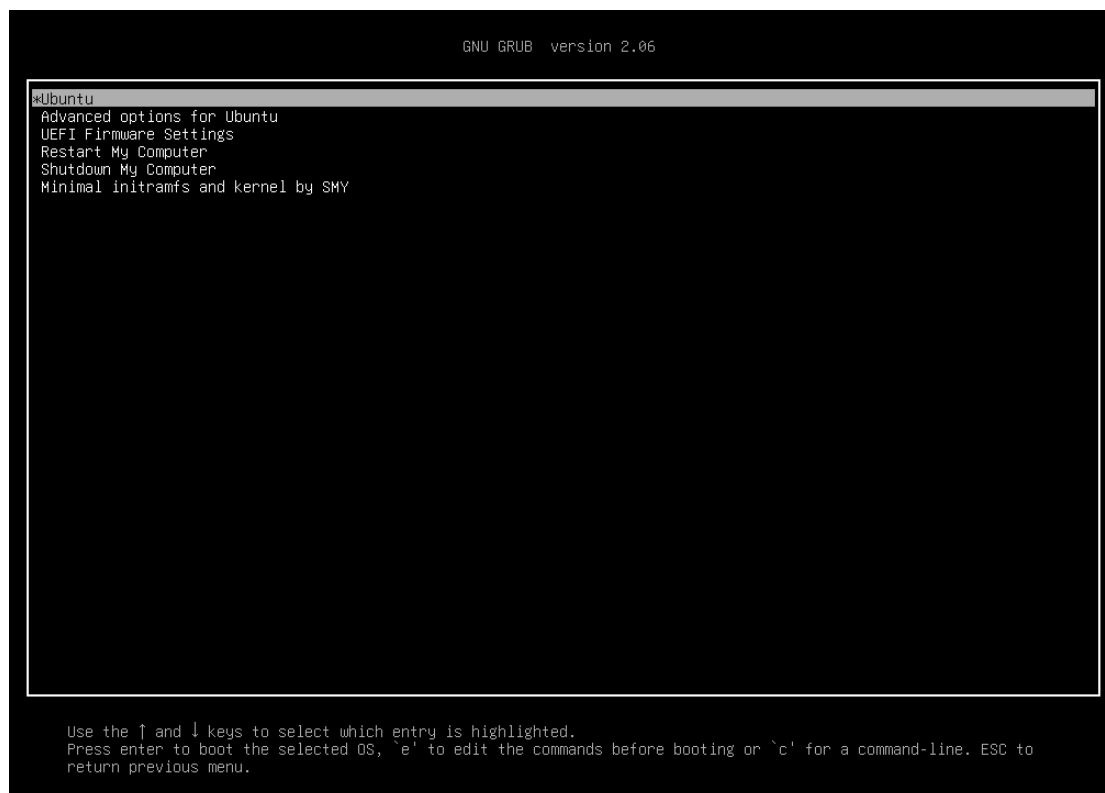 GNU GRUB  version 2.06
*Ubuntu
Advanced options for Ubuntu
UEFI Firmware Settings
Restart My Computer
Shutdown My Computer
Minimal initramfs and kernel by SMY
Use the ↑ and ↓ keys to select which entry is highlighted.
Press enter to boot the selected OS, `e' to edit the commands before booting or `c' for a command-line. ESC to
return previous menu.